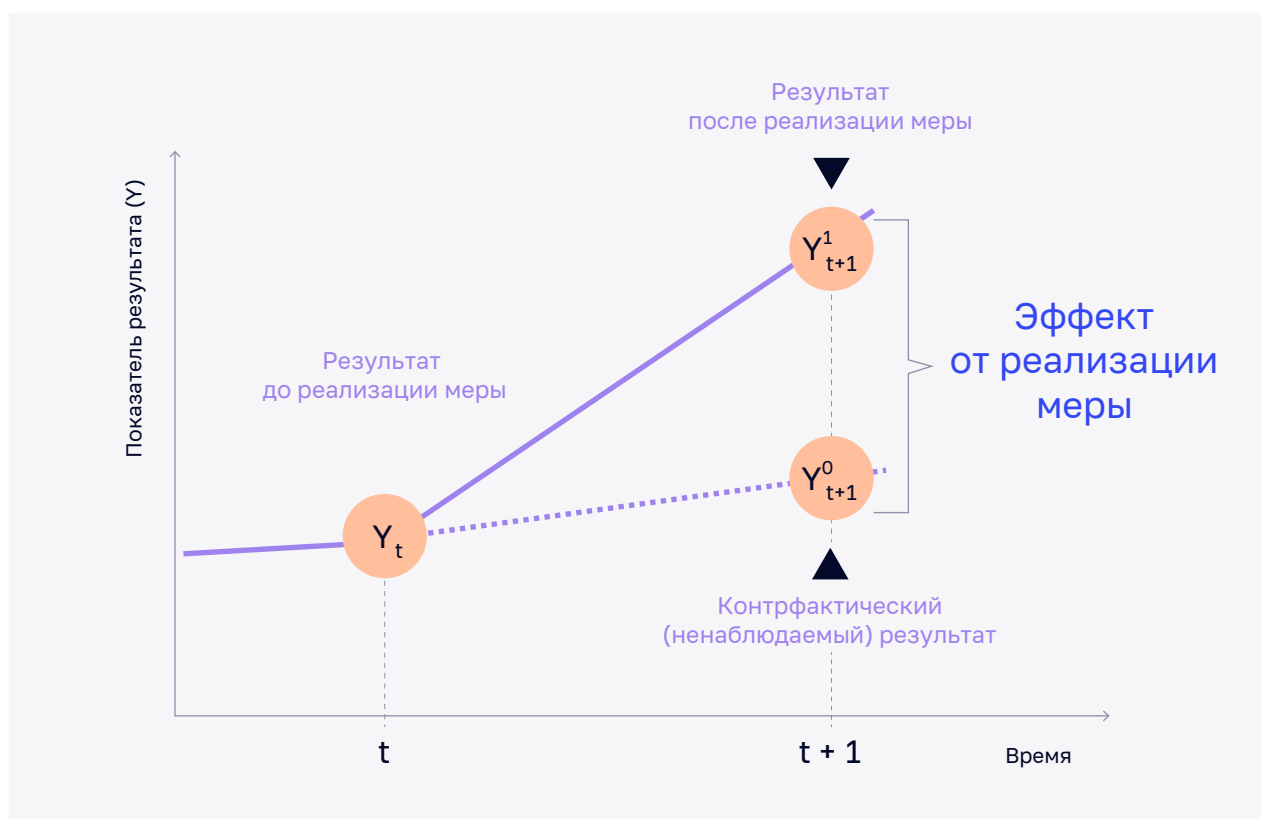 Результат
после реализации меры
Показатель результата (Y)
Y¹ₜ₊₁
Эффект
от реализации
меры
Результат
до реализации меры
Y⁰ₜ₊₁
Yₜ
Контрфактический
(ненаблюдаемый) результат
t
t + 1
Время